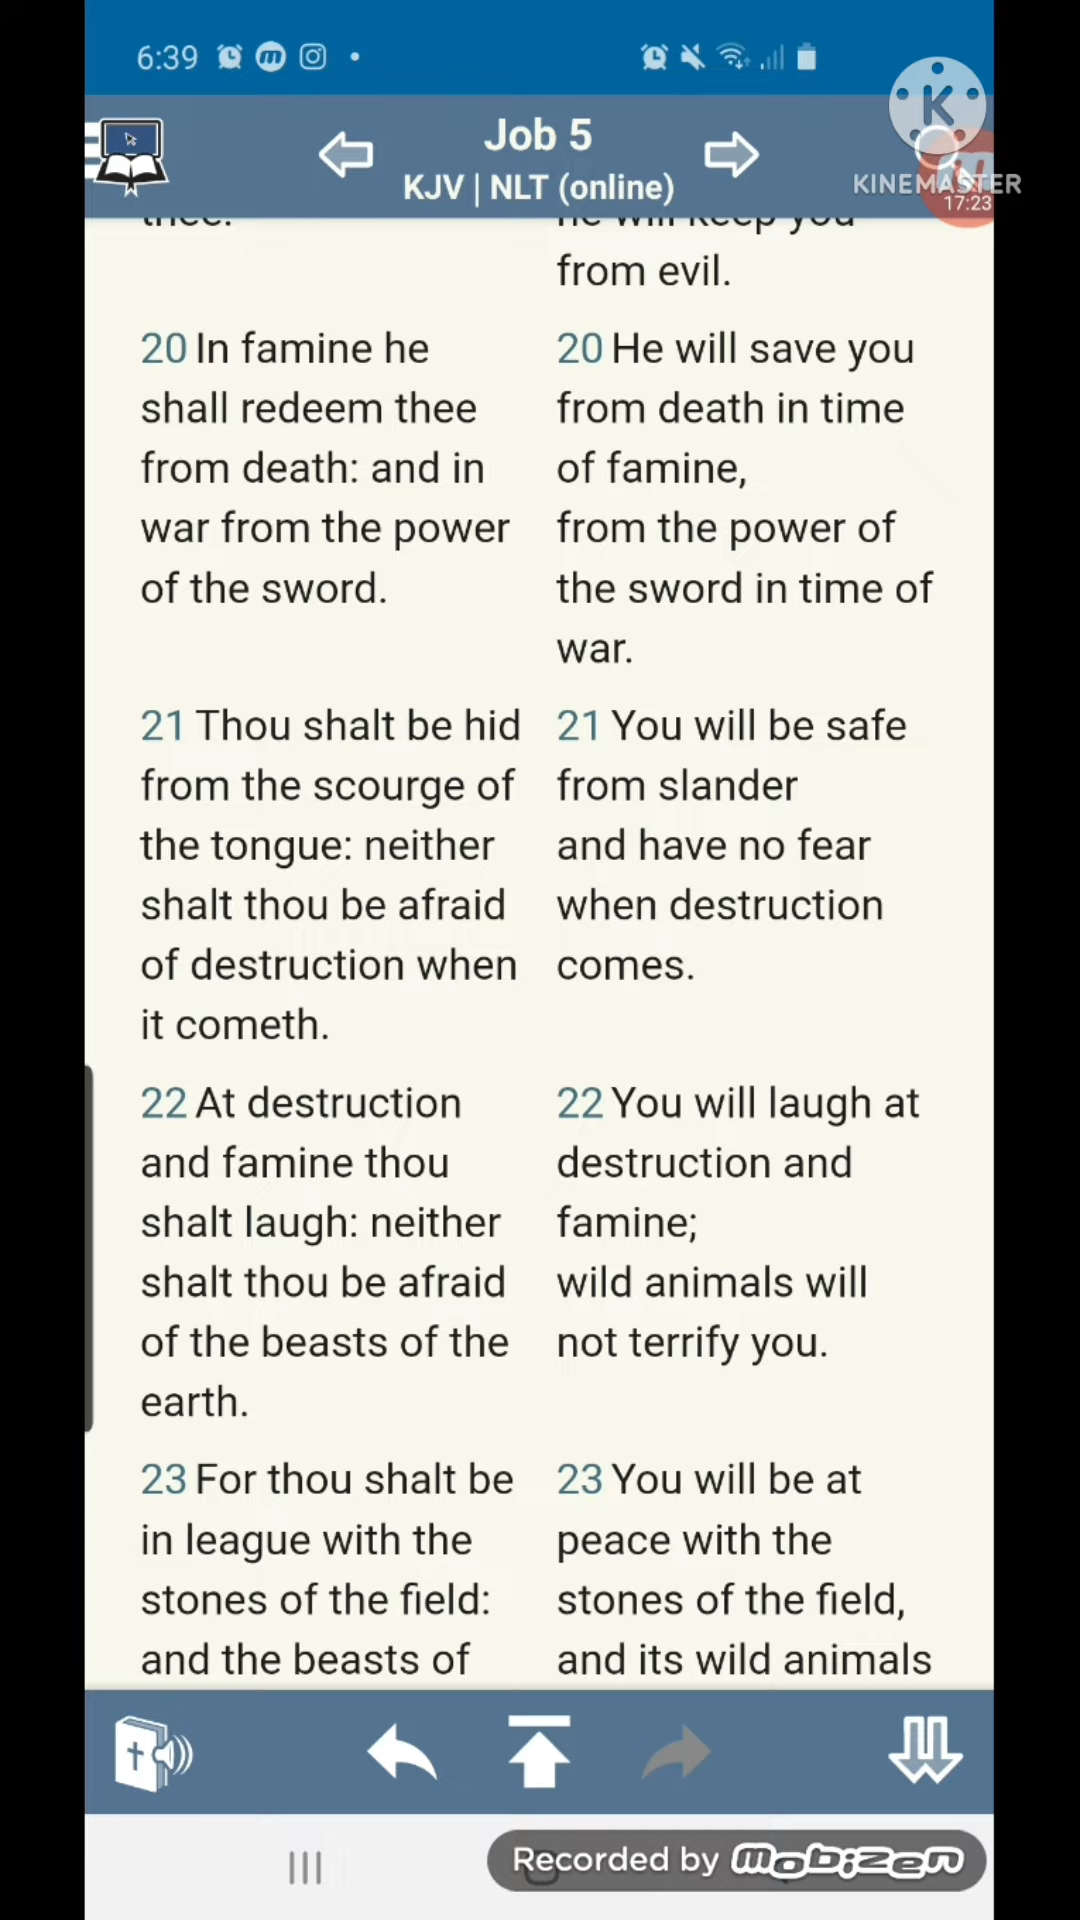 6:39
Job 5
KJV | NLT (online)
KINEMASTER
17:23
thee.
he will keep you
from evil.
20 In famine he
shall redeem thee
from death: and in
war from the power
of the sword.
20 He will save you
from death in time
of famine,
from the power of
the sword in time of
war.
21 Thou shalt be hid
from the scourge of
the tongue: neither
shalt thou be afraid
of destruction when
it cometh.
21 You will be safe
from slander
and have no fear
when destruction
comes.
22 At destruction
and famine thou
shalt laugh: neither
shalt thou be afraid
of the beasts of the
earth.
22 You will laugh at
destruction and
famine;
wild animals will
not terrify you.
23 For thou shalt be
in league with the
stones of the field:
and the beasts of
23 You will be at
peace with the
stones of the field,
and its wild animals
Recorded by mobizen